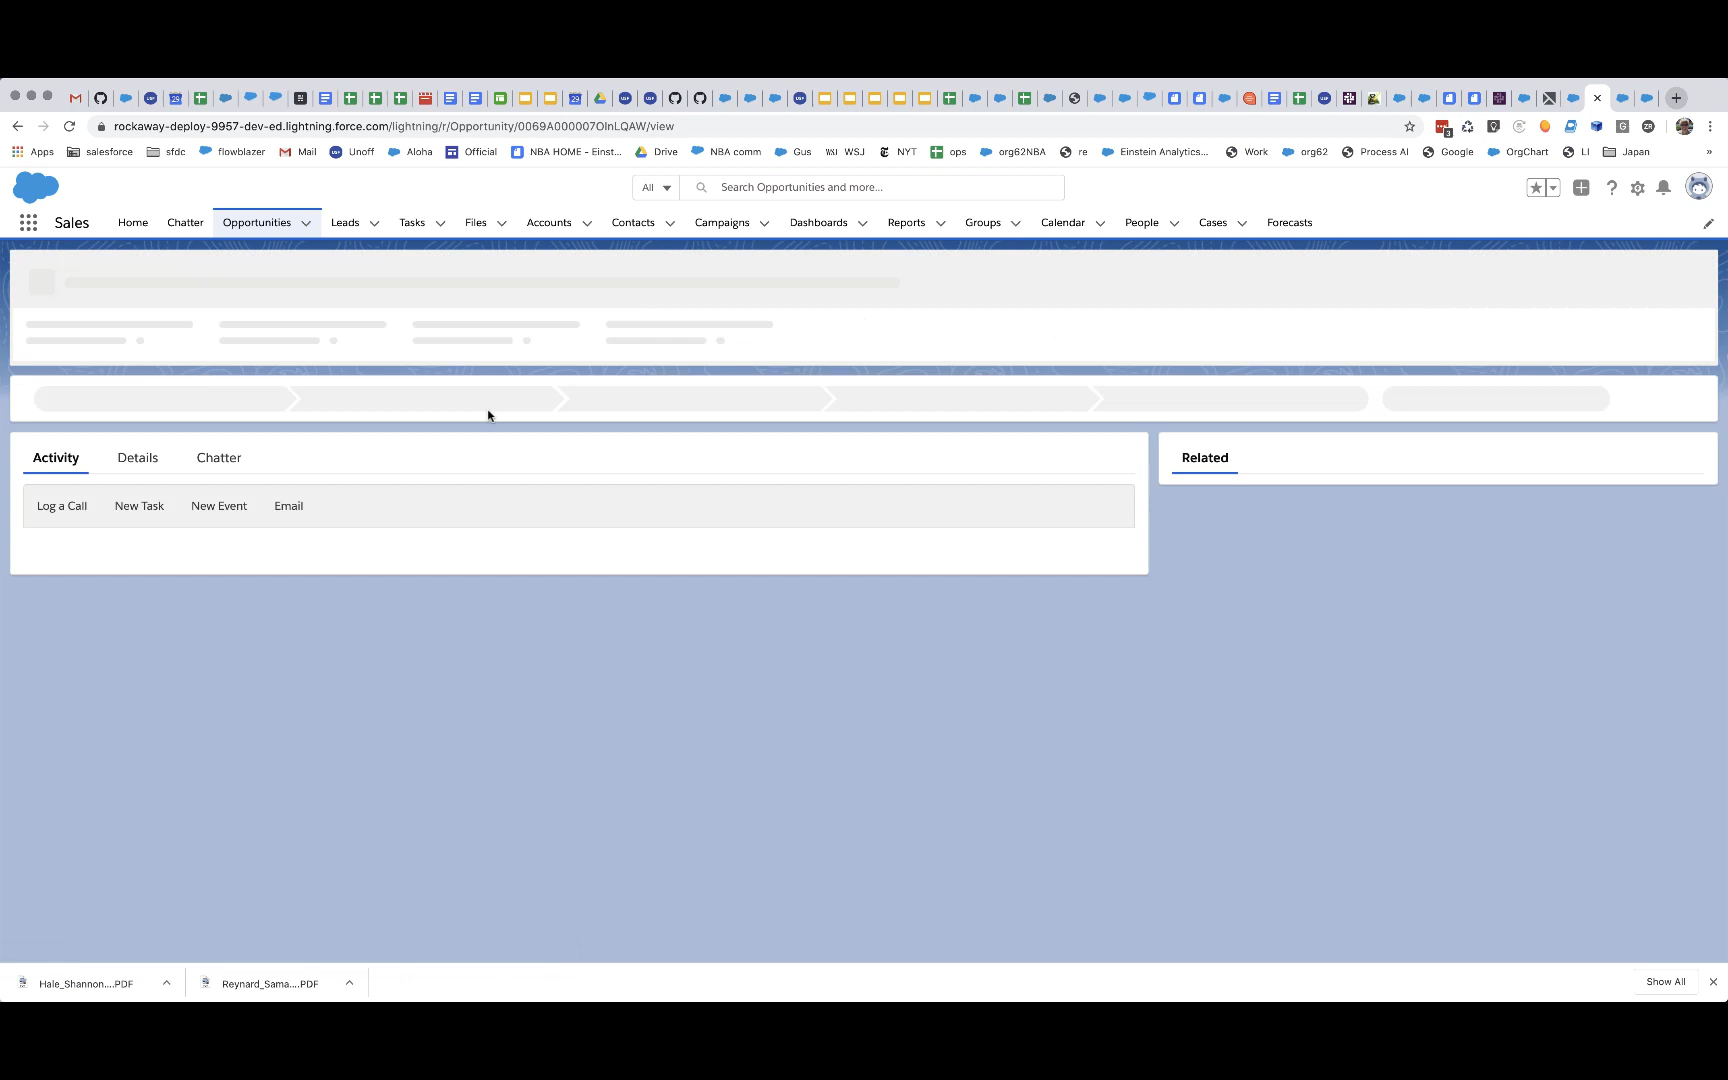 rockaway-deploy-9957-dev-ed.lightning.force.com/lightning/r/Opportunity/0069A000007OInLQAW/view
Apps salesforce sfdc flowblazer Mail Unoff Aloha Official NBA HOME - Einst... Drive NBA comm Gus WSJ WSJ NYT ops org62NBA re Einstein Analytics... Work org62 Process AI Google OrgChart LI Japan »
All Search Opportunities and more...
Sales Home Chatter Opportunities Leads Tasks Files Accounts Contacts Campaigns Dashboards Reports Groups Calendar People Cases Forecasts
Activity Details Chatter Related
Log a Call New Task New Event Email
Hale_Shannon....PDF Reynard_Sama....PDF Show All